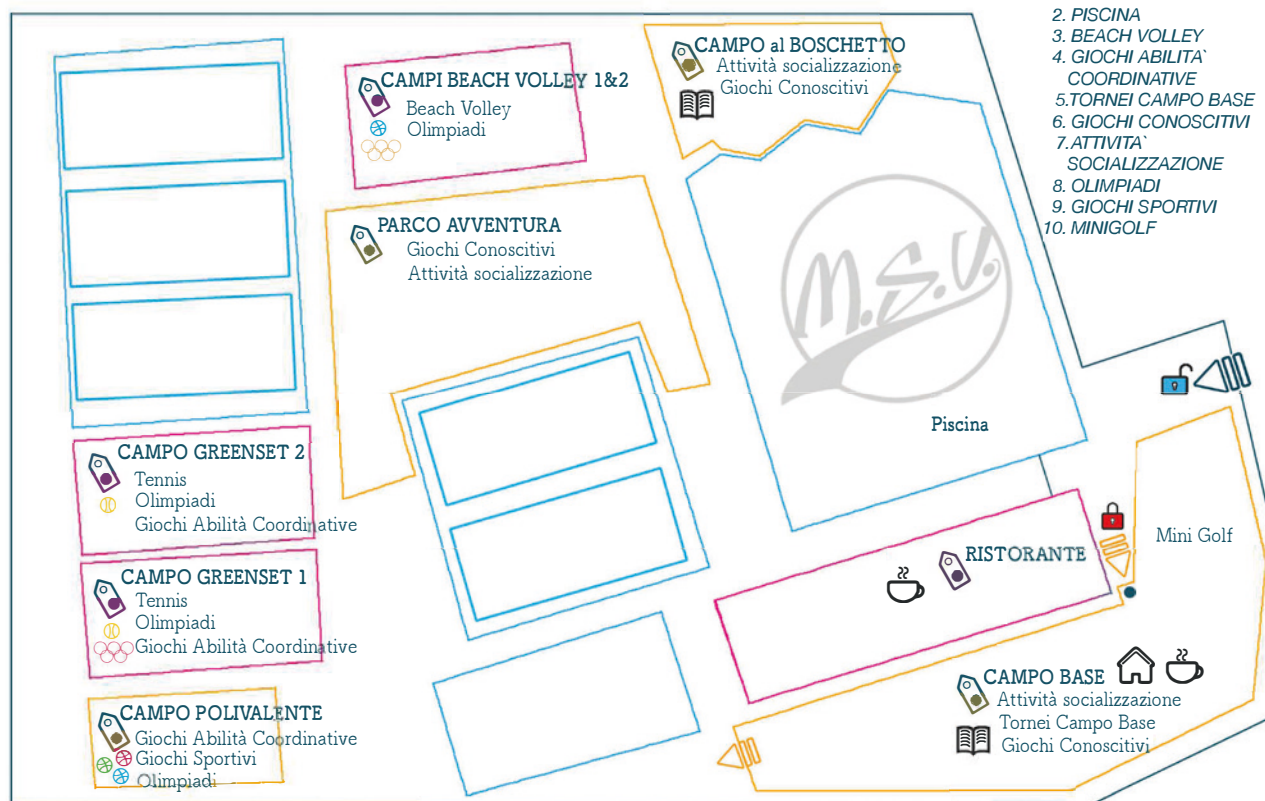 2. PISCINA
3. BEACH VOLLEY
4. GIOCHI ABILITA`
COORDINATIVE
5.TORNEI CAMPO BASE
6. GIOCHI CONOSCITIVI
7. ATTIVITA`
SOCIALIZZAZIONE
8. OLIMPIADI
9. GIOCHI SPORTIVI
10. MINIGOLF
CAMPO al BOSCHETTO
Attività socializzazione
Giochi Conoscitivi
CAMPI BEACH VOLLEY 1&2
Beach Volley
Olimpiadi
PARCO AVVENTURA
Giochi Conoscitivi
Attività socializzazione
M.S.V.
Piscina
CAMPO GREENSET 2
Tennis
Olimpiadi
Giochi Abilità Coordinative
Mini Golf
RISTORANTE
CAMPO GREENSET 1
Tennis
Olimpiadi
Giochi Abilità Coordinative
CAMPO BASE
Attività socializzazione
Tornei Campo Base
Giochi Conoscitivi
CAMPO POLIVALENTE
Giochi Abilità Coordinative
Giochi Sportivi
Olimpiadi